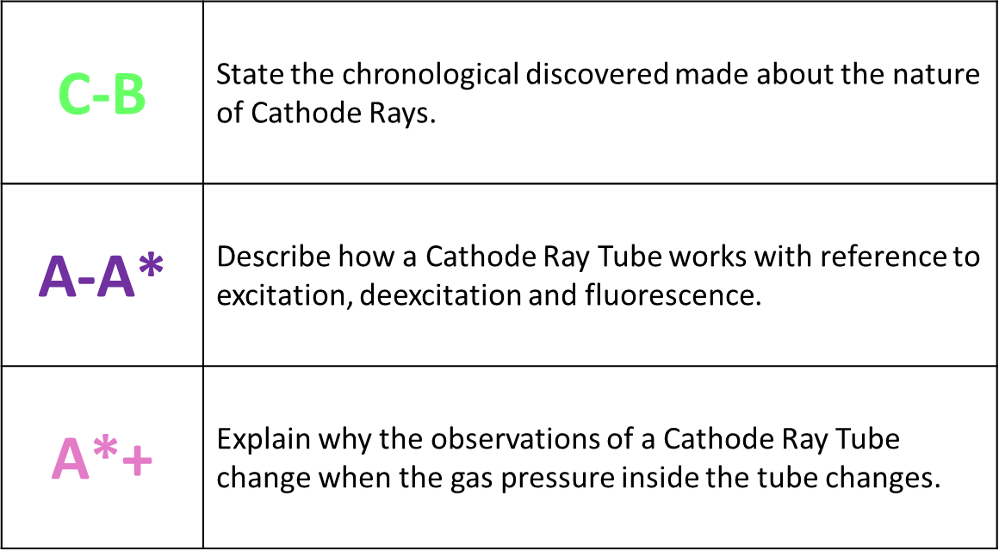 C-B
State the chronological discovered made about the nature
of Cathode Rays.
A-A*
Describe how a Cathode Ray Tube works with reference to
excitation, deexcitation and fluorescence.
A*+
Explain why the observations of a Cathode Ray Tube
change when the gas pressure inside the tube changes.